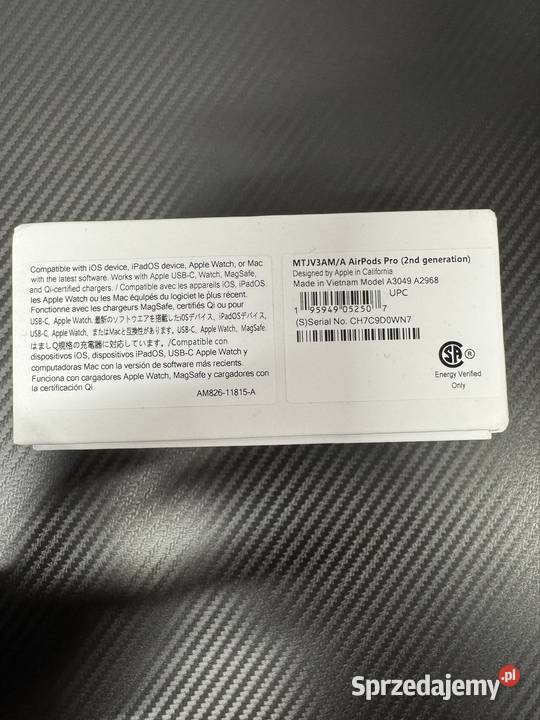 Compatible with iOS device, iPadOS device, Apple Watch, or Mac
with the latest software. Works with Apple USB-C, Watch, MagSafe,
and Qi-certified chargers. / Compatible avec les appareils iOS, iPadOS
les Apple Watch ou les Mac équipés du logiciel le plus récent.
Fonctionne avec les chargeurs MagSafe, certifiés Qi ou pour
USB-C, Apple Watch. 最新のソフトウエアを搭載したiOSデバイス、iPadOSデバイス、
USB-C, Apple Watch、またはMacと互換性があります。USB-C、Apple Watch、MagSafe、
はましQ規格の充電器に対応しています。/Compatible con
dispositivos iOS, dispositivos iPadOS, USB-C Apple Watch y
computadoras Mac con la versión de software más recients.
Funciona con cargadores Apple Watch, MagSafe y cargadores con
la certificación Qi.
AM826-11815-A
MTJV3AM/A AirPods Pro (2nd generation)
Designed by Apple in California
Made in Vietnam Model A3049 A2968
UPC
1 95949 05250 7
(S)Serial No. CH7C9D0WN7
SA ®
Energy Verified
Only
Sprzedajemy.pl